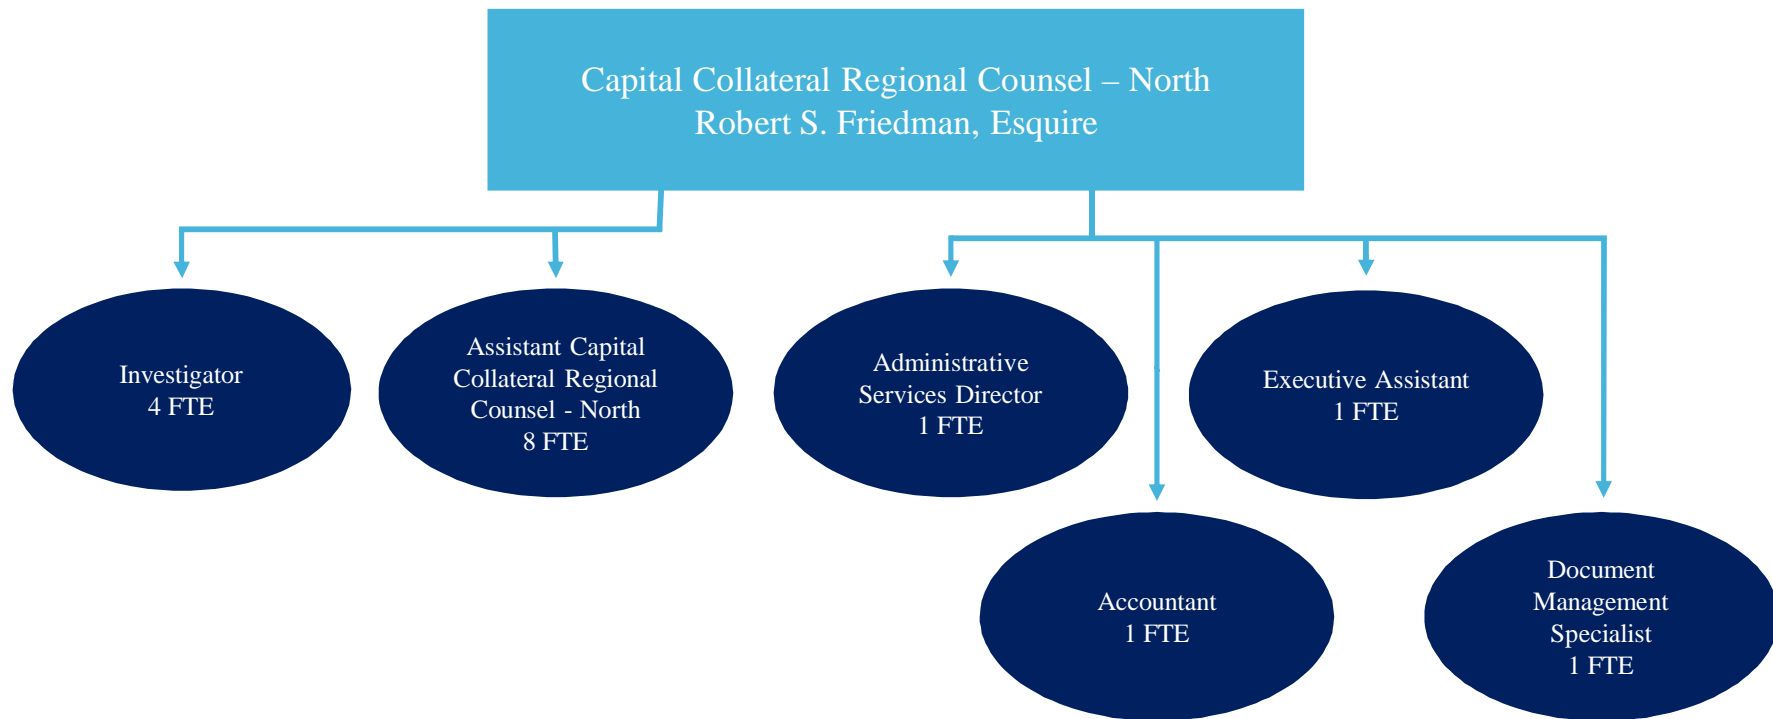 Capital Collateral Regional Counsel – North
Robert S. Friedman, Esquire
Investigator
4 FTE
Assistant Capital
Collateral Regional
Counsel - North
8 FTE
Administrative
Services Director
1 FTE
Executive Assistant
1 FTE
Accountant
1 FTE
Document
Management
Specialist
1 FTE